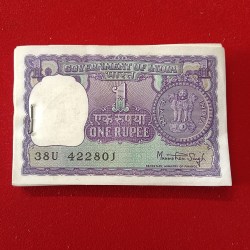 GOVERNMENT OF INDIA
भारत
1
एक रुपया
ONE RUPEE
38U 422801
Manmohan Singh